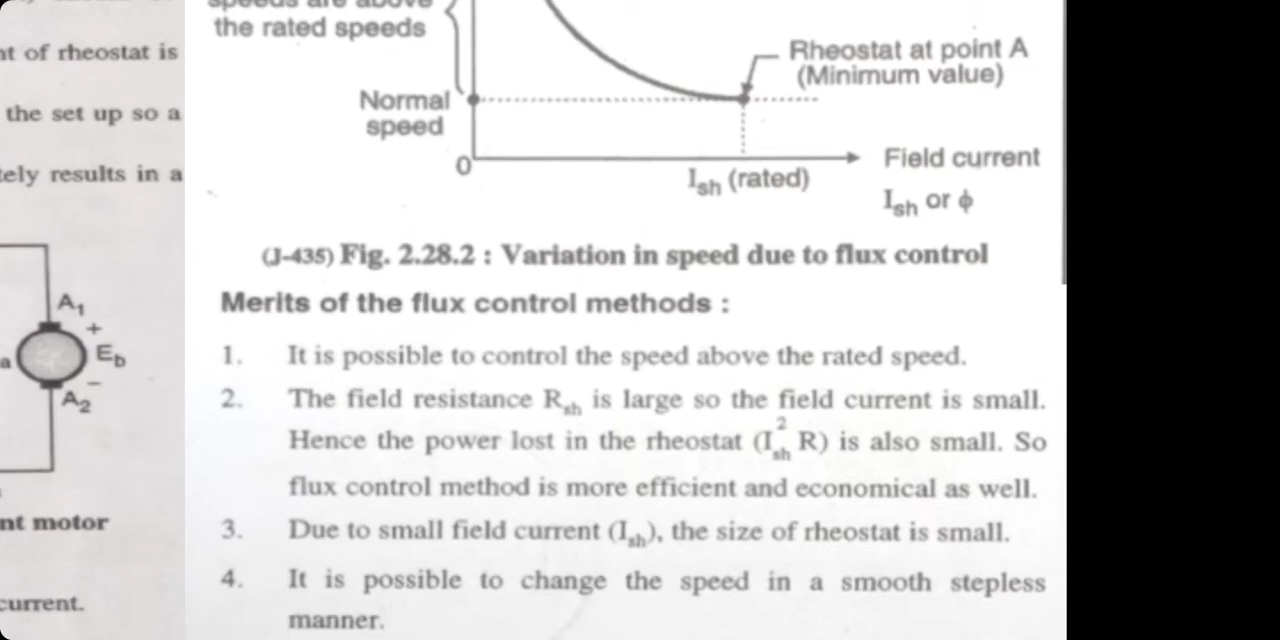 nt of rheostat is
the set up so a
tely results in a
A1
+
Eb
a
−
A2
nt motor
current.
speeds are above
the rated speeds
Rheostat at point A
(Minimum value)
Normal
speed
0
Ish (rated)
Field current
Ish or ϕ
(J-435) Fig. 2.28.2 : Variation in speed due to flux control
Merits of the flux control methods :
1. It is possible to control the speed above the rated speed.
2. The field resistance Rsh is large so the field current is small.
Hence the power lost in the rheostat (I²sh R) is also small. So
flux control method is more efficient and economical as well.
3. Due to small field current (Ish), the size of rheostat is small.
4. It is possible to change the speed in a smooth stepless
manner.